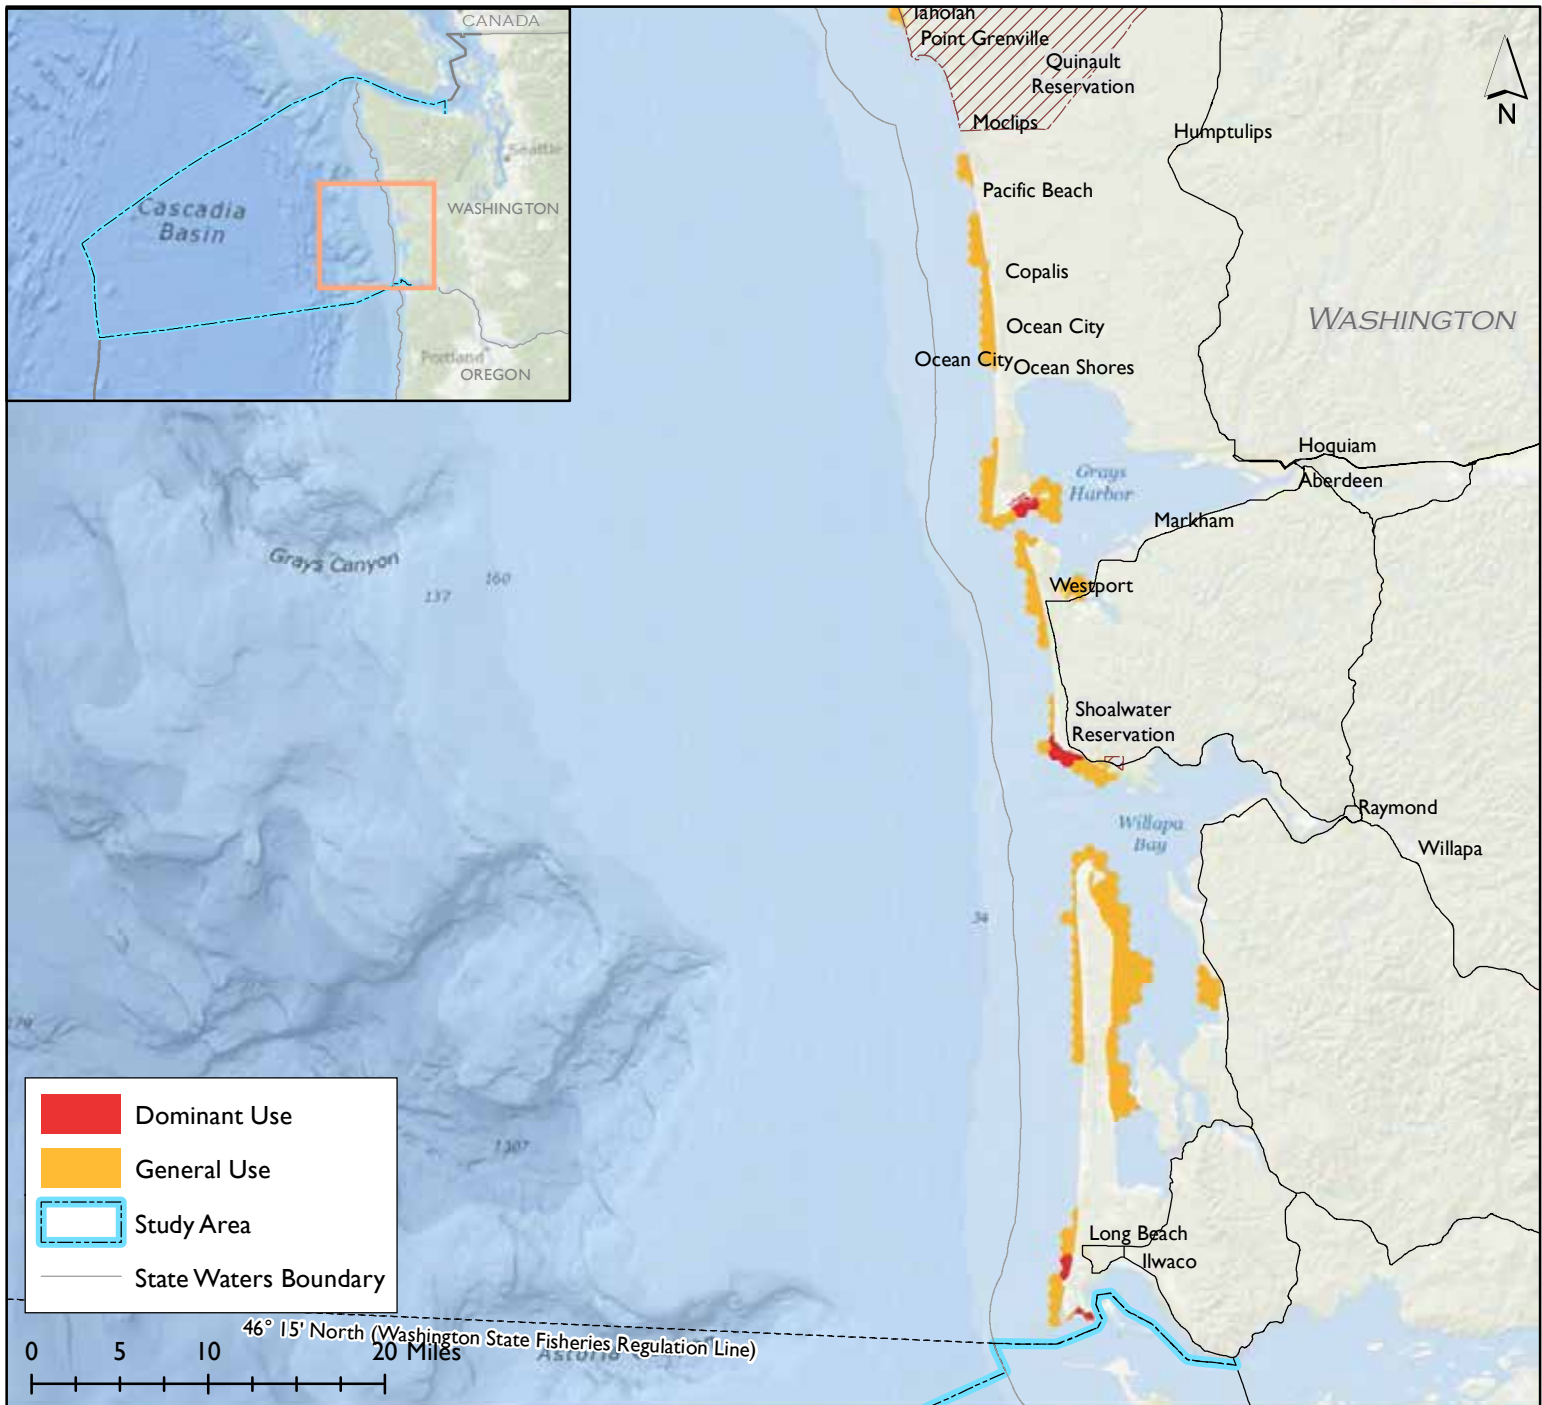 CANADA
Seattle
WASHINGTON
Cascadia
Basin
Portland
OREGON
Taholah
Point Grenville
Quinault
Reservation
Moclips
Humptulips
N
Pacific Beach
Copalis
WASHINGTON
Ocean City
Ocean City
Ocean Shores
Hoquiam
Grays
Harbor
Aberdeen
Markham
Grays Canyon
160
137
Westport
Shoalwater
Reservation
Raymond
Willapa
Bay
Willapa
34
1307
Dominant Use
General Use
Study Area
State Waters Boundary
Long Beach
Ilwaco
46° 15' North (Washington State Fisheries Regulation Line)
0 5 10 20 Miles